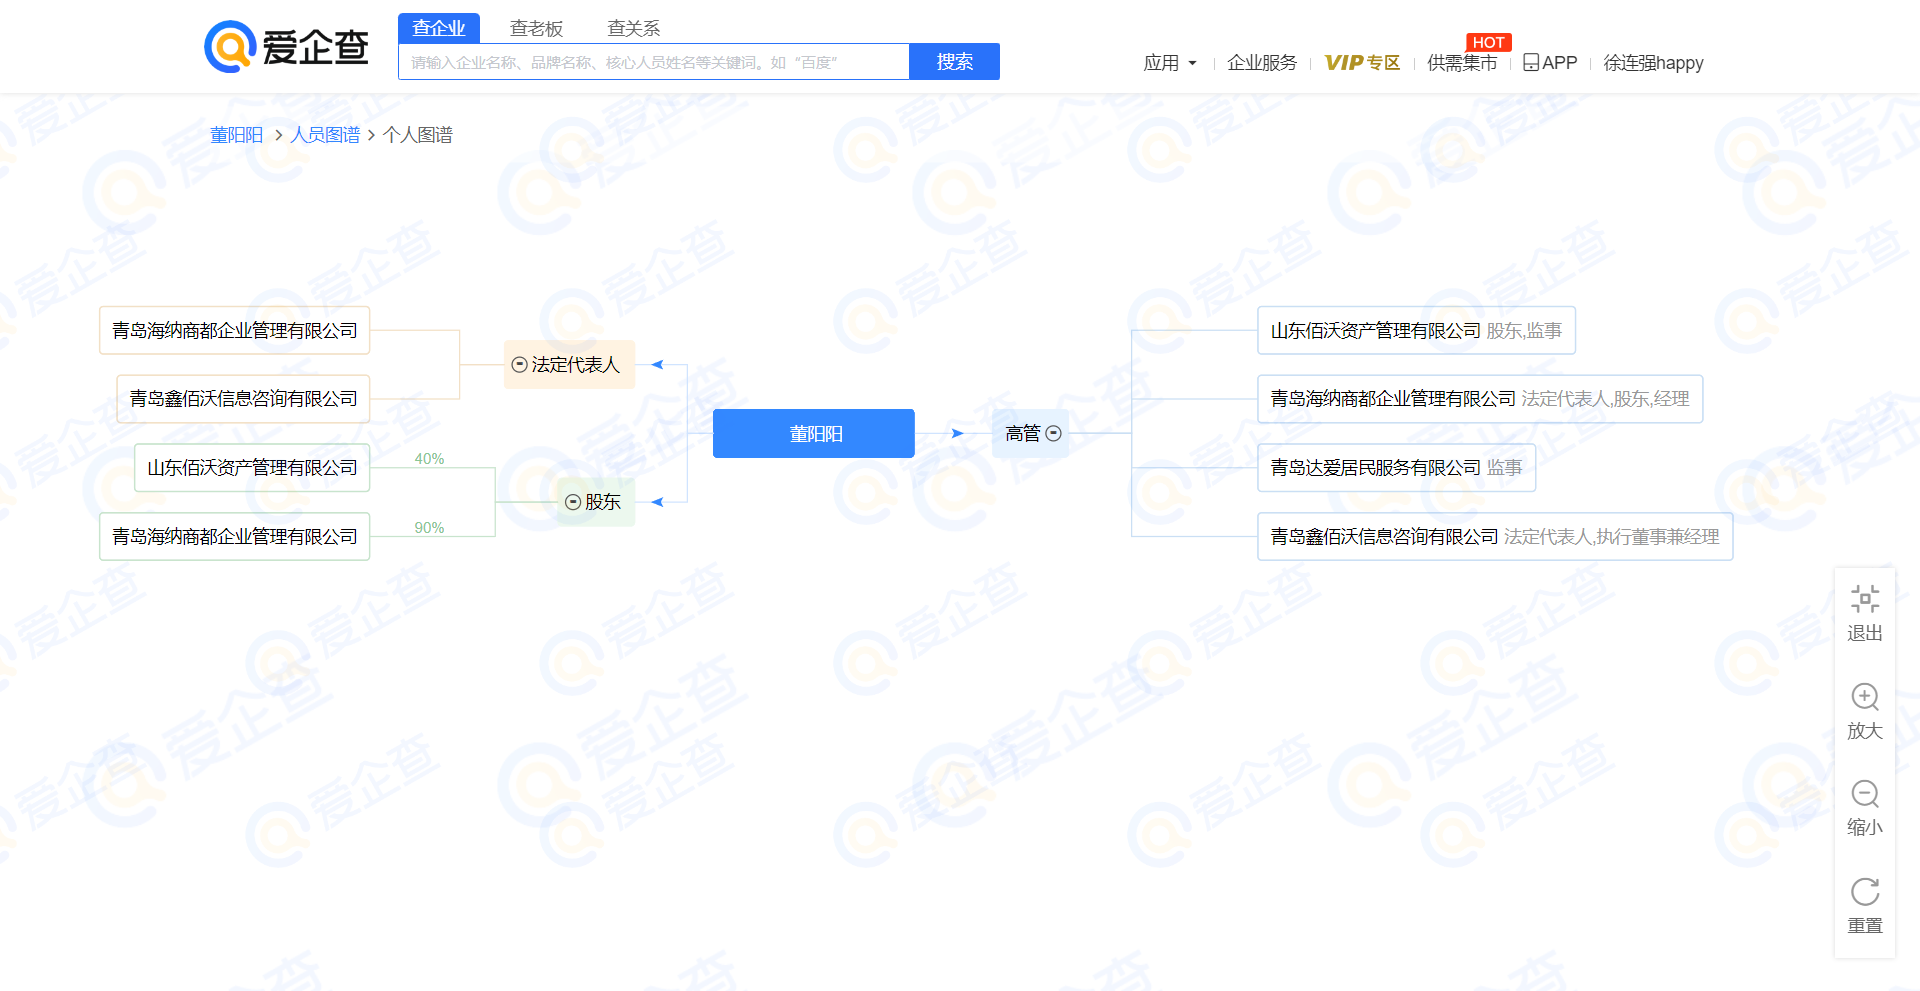 爱企查
查企业 查老板 查关系
请输入企业名称、品牌名称、核心人员姓名等关键词。如“百度” 搜索
应用 企业服务 VIP专区 供需集市 HOT APP 徐连强happy
董阳阳 > 人员图谱 > 个人图谱
青岛海纳商都企业管理有限公司
青岛鑫佰沃信息咨询有限公司
法定代表人
山东佰沃资产管理有限公司 40%
青岛海纳商都企业管理有限公司 90%
股东
董阳阳
高管
山东佰沃资产管理有限公司 股东,监事
青岛海纳商都企业管理有限公司 法定代表人,股东,经理
青岛达爱居民服务有限公司 监事
青岛鑫佰沃信息咨询有限公司 法定代表人,执行董事兼经理
退出
放大
缩小
重置